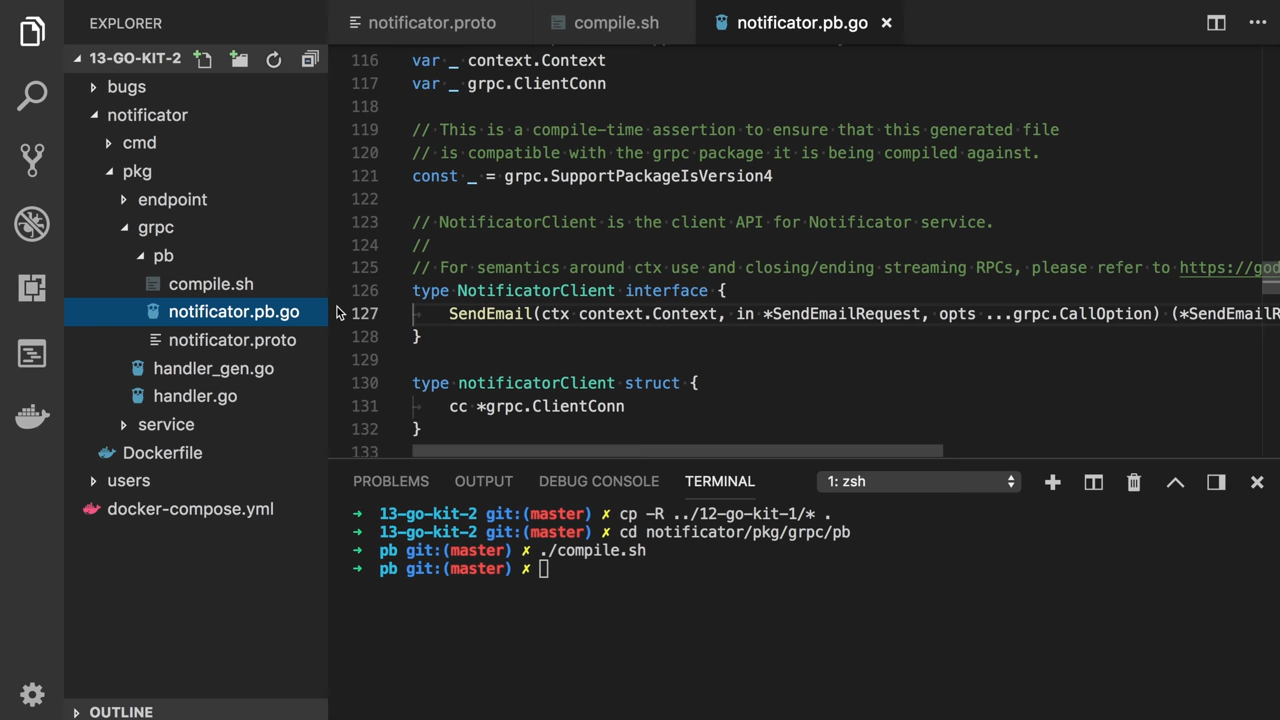 EXPLORER
13-GO-KIT-2
bugs
notificator
cmd
pkg
endpoint
grpc
pb
compile.sh
notificator.pb.go
notificator.proto
handler_gen.go
handler.go
service
Dockerfile
users
docker-compose.yml
OUTLINE
notificator.proto compile.sh notificator.pb.go
116 var _ context.Context
117 var _ grpc.ClientConn
118
119 // This is a compile-time assertion to ensure that this generated file
120 // is compatible with the grpc package it is being compiled against.
121 const _ = grpc.SupportPackageIsVersion4
122
123 // NotificatorClient is the client API for Notificator service.
124 //
125 // For semantics around ctx use and closing/ending streaming RPCs, please refer to https://god
126 type NotificatorClient interface {
127 SendEmail(ctx context.Context, in *SendEmailRequest, opts ...grpc.CallOption) (*SendEmailR
128 }
129
130 type notificatorClient struct {
131 cc *grpc.ClientConn
132 }
133
PROBLEMS OUTPUT DEBUG CONSOLE TERMINAL 1: zsh
➜ 13-go-kit-2 git:(master) ✗ cp -R ../12-go-kit-1/* .
➜ 13-go-kit-2 git:(master) ✗ cd notificator/pkg/grpc/pb
➜ pb git:(master) ✗ ./compile.sh
➜ pb git:(master) ✗